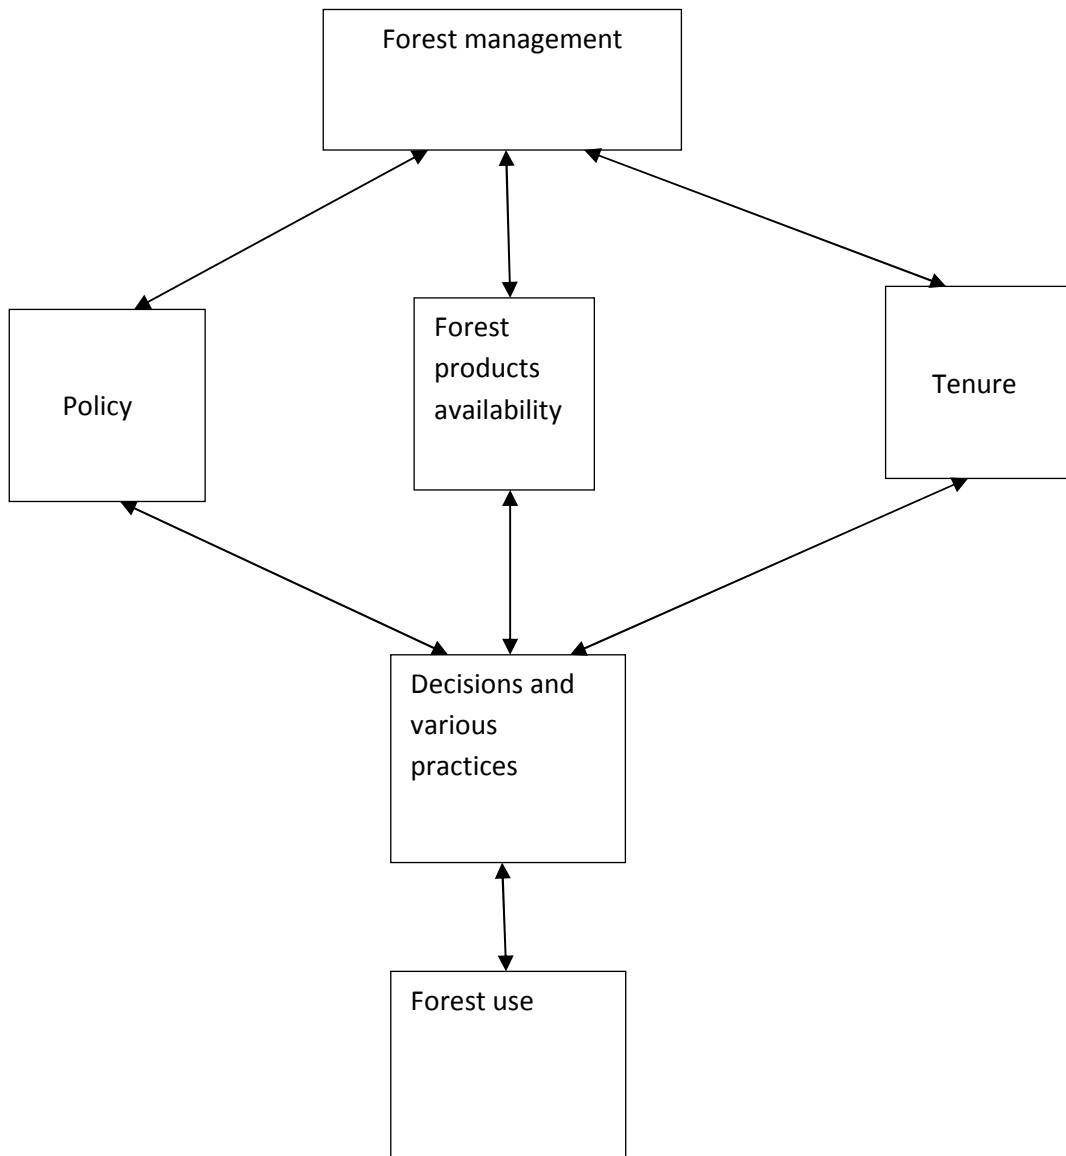 Forest management
Forest
products
availability
Policy
Tenure
Decisions and
various
practices
Forest use